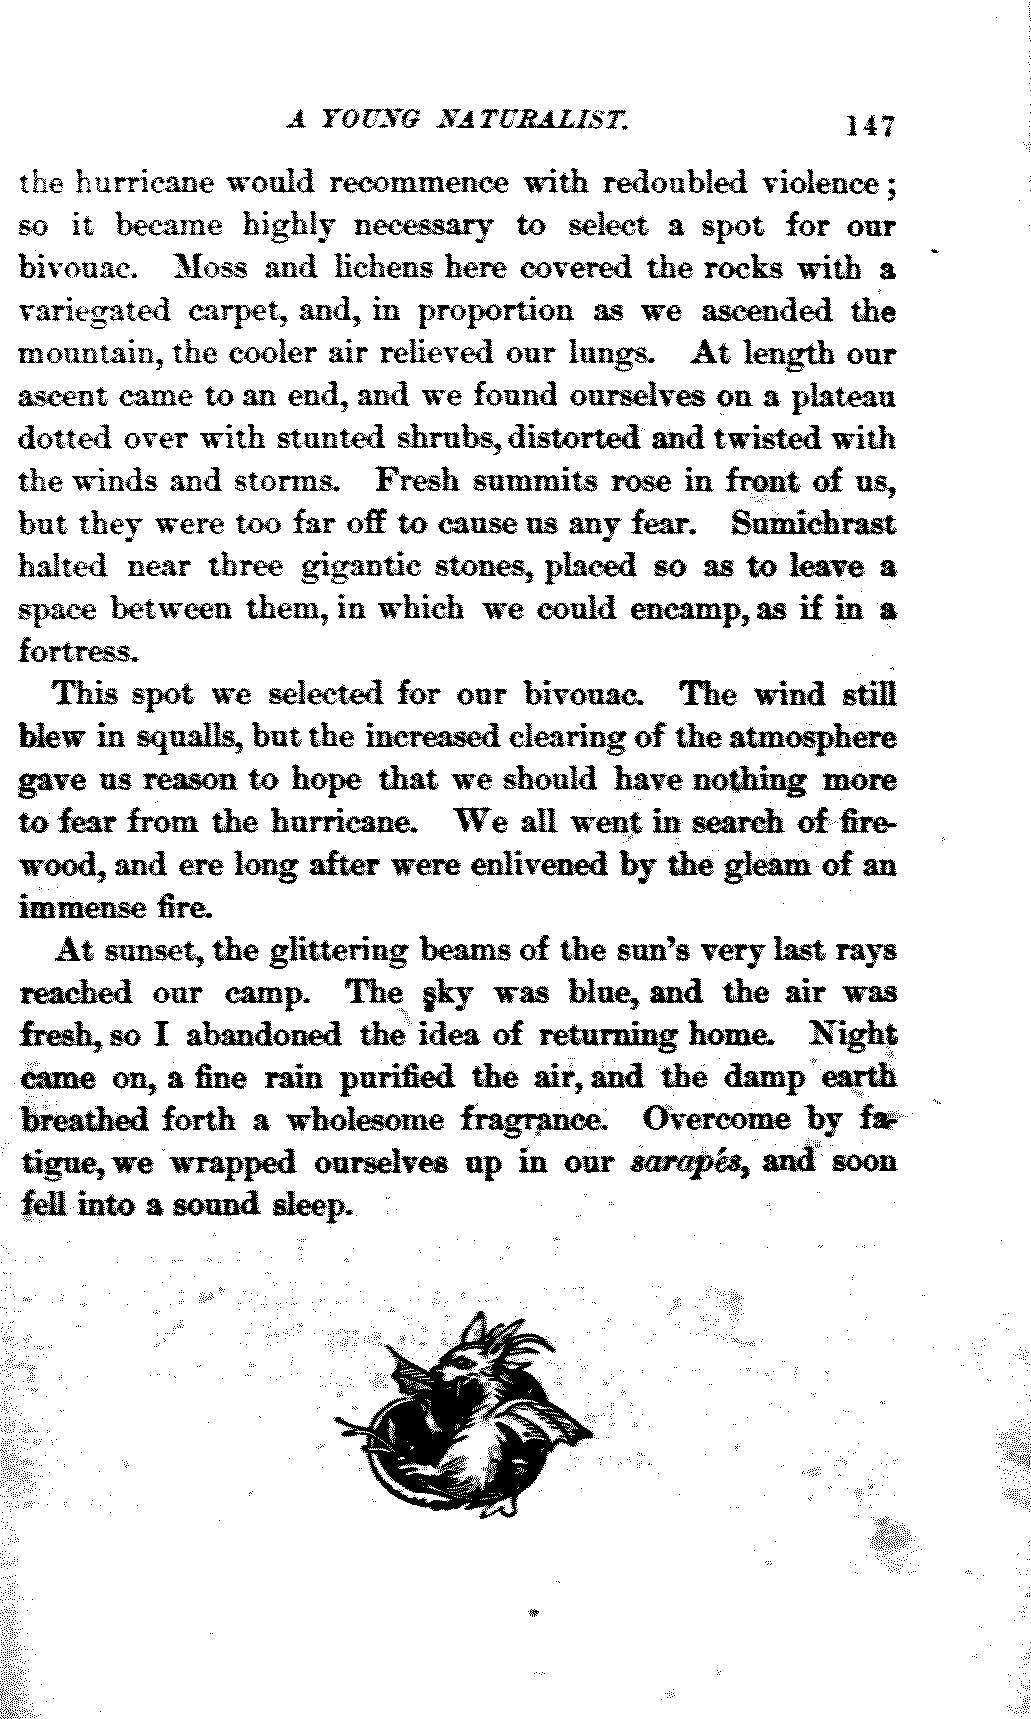 A YOUNG NATURALIST. 147
the hurricane would recommence with redoubled violence;
so it became highly necessary to select a spot for our
bivouac. Moss and lichens here covered the rocks with a
variegated carpet, and, in proportion as we ascended the
mountain, the cooler air relieved our lungs. At length our
ascent came to an end, and we found ourselves on a plateau
dotted over with stunted shrubs, distorted and twisted with
the winds and storms. Fresh summits rose in front of us,
but they were too far off to cause us any fear. Sumichrast
halted near three gigantic stones, placed so as to leave a
space between them, in which we could encamp, as if in a
fortress.
This spot we selected for our bivouac. The wind still
blew in squalls, but the increased clearing of the atmosphere
gave us reason to hope that we should have nothing more
to fear from the hurricane. We all went in search of fire-
wood, and ere long after were enlivened by the gleam of an
immense fire.
At sunset, the glittering beams of the sun's very last rays
reached our camp. The sky was blue, and the air was
fresh, so I abandoned the idea of returning home. Night
came on, a fine rain purified the air, and the damp earth
breathed forth a wholesome fragrance. Overcome by fa-
tigue, we wrapped ourselves up in our sarapés, and soon
fell into a sound sleep.